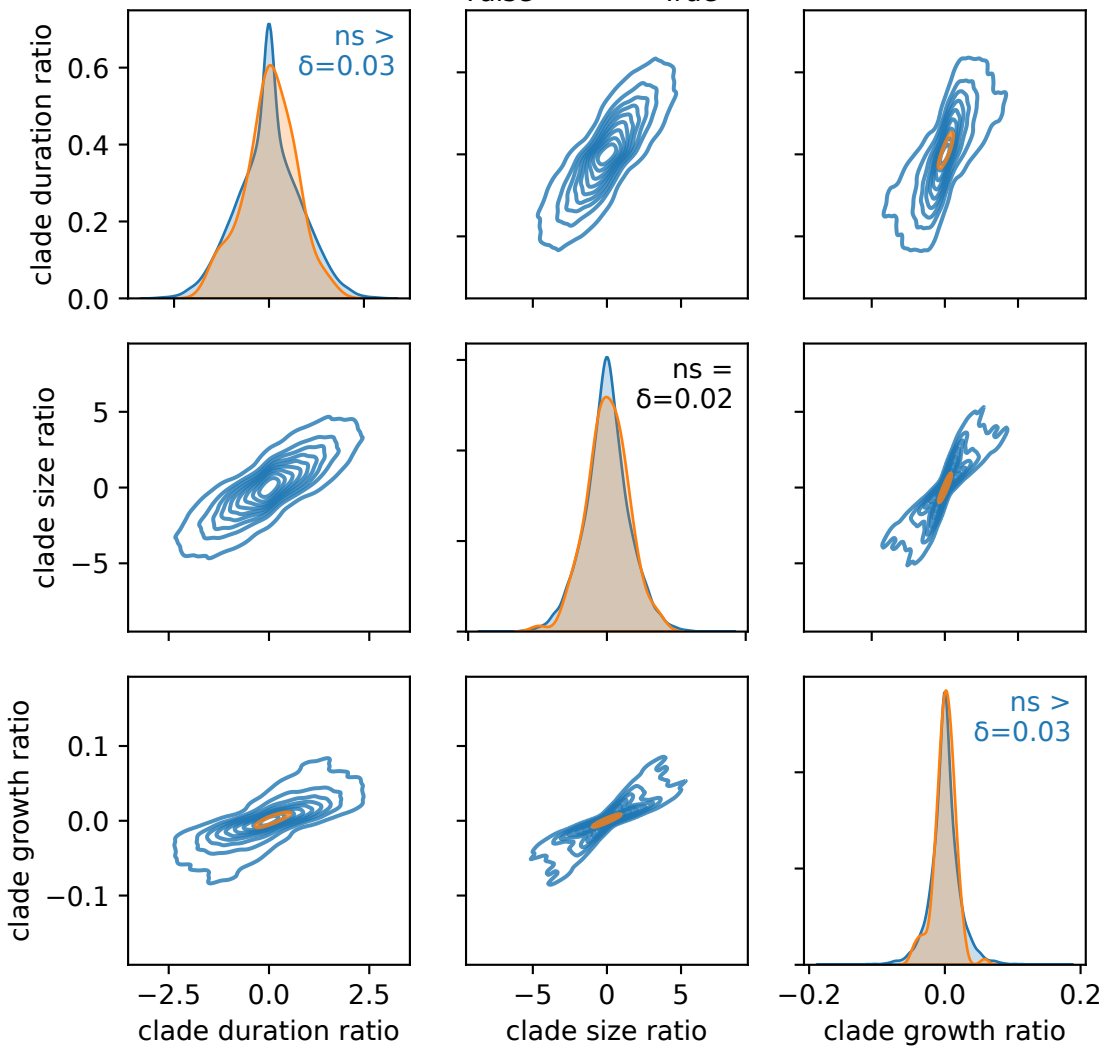 True
clade duration ratio
0.6
0.4
0.2
0.0
ns >
δ=0.03
clade size ratio
5
0
−5
ns =
δ=0.02
clade growth ratio
0.1
0.0
−0.1
ns >
δ=0.03
−2.5 0.0 2.5
clade duration ratio
−5 0 5
clade size ratio
−0.2 0.0 0.2
clade growth ratio